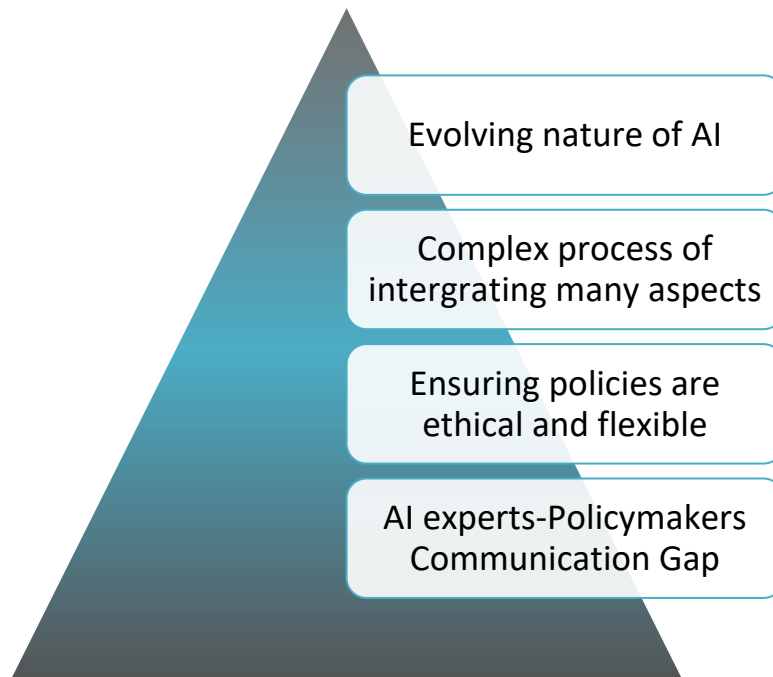 Evolving nature of AI
Complex process of
intergrating many aspects
Ensuring policies are
ethical and flexible
AI experts-Policymakers
Communication Gap